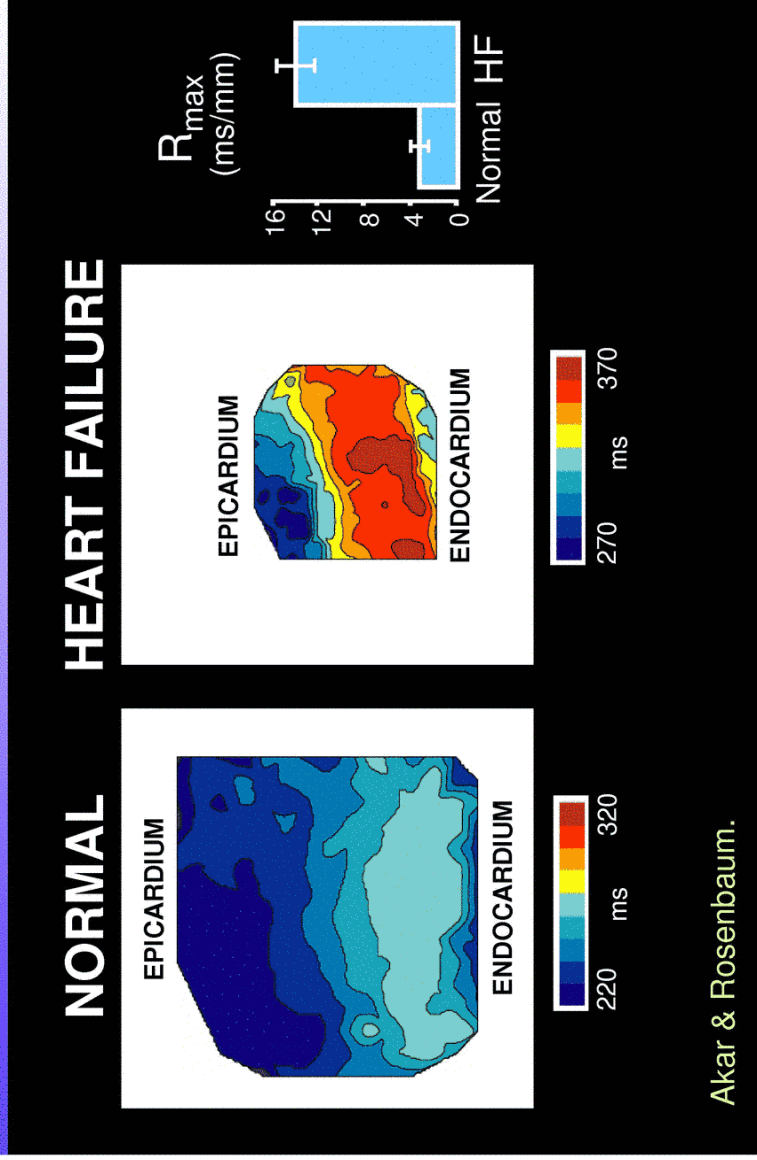 NORMAL
HEART FAILURE
EPICARDIUM
ENDOCARDIUM
220
ms
320
EPICARDIUM
ENDOCARDIUM
270
ms
370
Rmax
(ms/mm)
16
12
8
4
0
Normal HF
Akar & Rosenbaum.